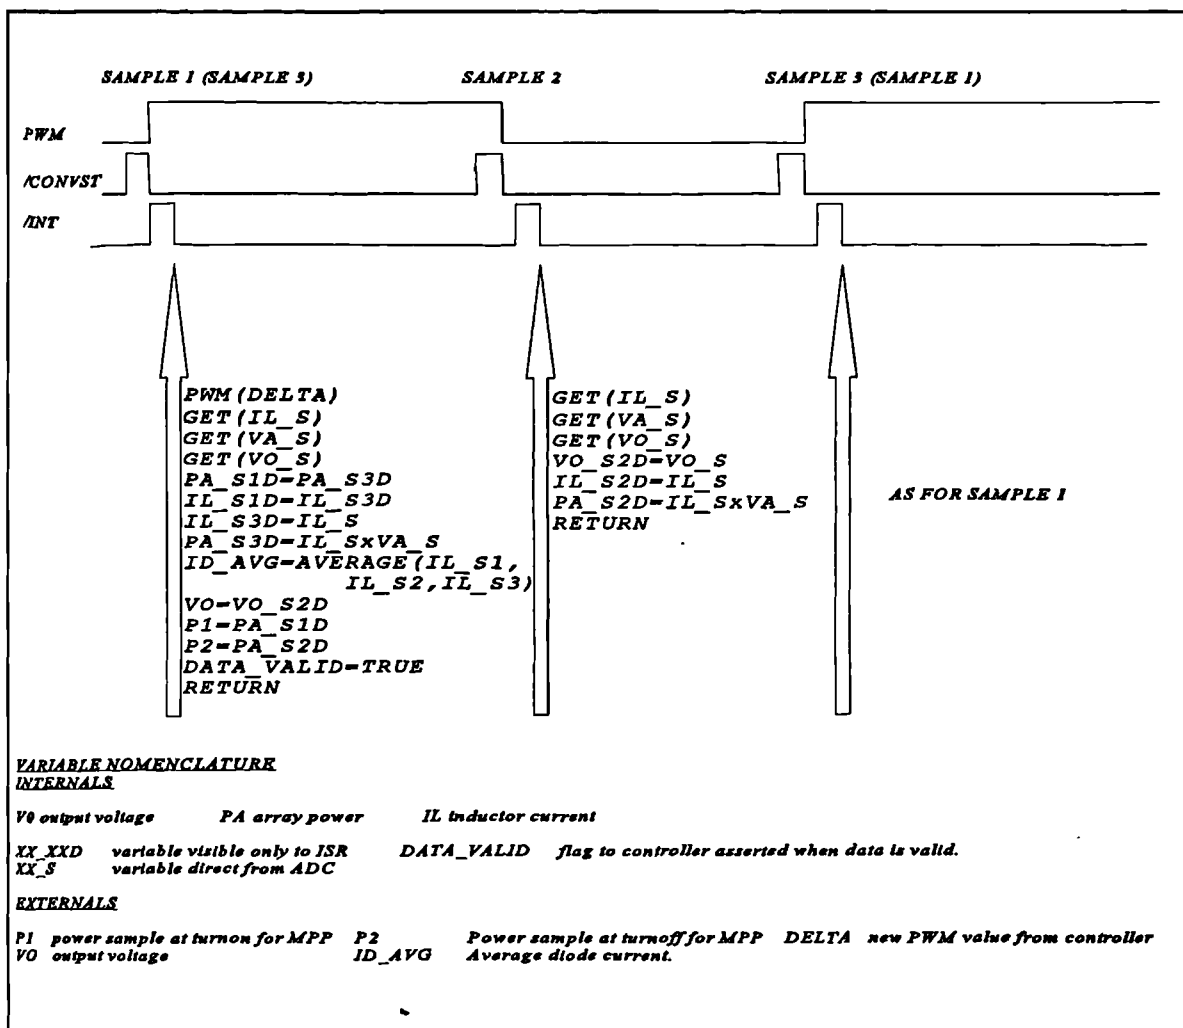 SAMPLE 1 (SAMPLE 3) SAMPLE 2 SAMPLE 3 (SAMPLE 1)
PWM
/CONVST
/INT
PWM(DELTA)
GET(IL_S)
GET(VA_S)
GET(VO_S)
PA_S1D=PA_S3D
IL_S1D=IL_S3D
IL_S3D=IL_S
PA_S3D=IL_SxVA_S
ID_AVG=AVERAGE(IL_S1,
IL_S2,IL_S3)
VO=VO_S2D
P1=PA_S1D
P2=PA_S2D
DATA_VALID=TRUE
RETURN
GET(IL_S)
GET(VA_S)
GET(VO_S)
VO_S2D=VO_S
IL_S2D=IL_S
PA_S2D=IL_SxVA_S
RETURN
AS FOR SAMPLE 1
VARIABLE NOMENCLATURE
INTERNALS
VO output voltage PA array power IL inductor current
XX_XXD variable visible only to ISR DATA_VALID flag to controller asserted when data is valid.
XX_S variable direct from ADC
EXTERNALS
P1 power sample at turnon for MPP P2 Power sample at turnoff for MPP DELTA new PWM value from controller
VO output voltage ID_AVG Average diode current.